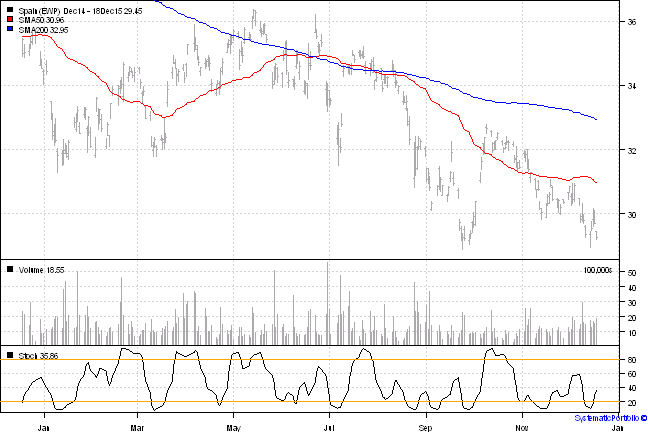 Spain (EWP) Dec14 - 18Dec15 29.45
SMA50 30.96
SMA200 32.95
36
34
32
30
Volume 18.55
100,000s
50
40
30
20
10
Stoch 35.86
80
60
40
20
Jan
Mar
May
Jul
Sep
Nov
Jan
SystematicPortfolio ©